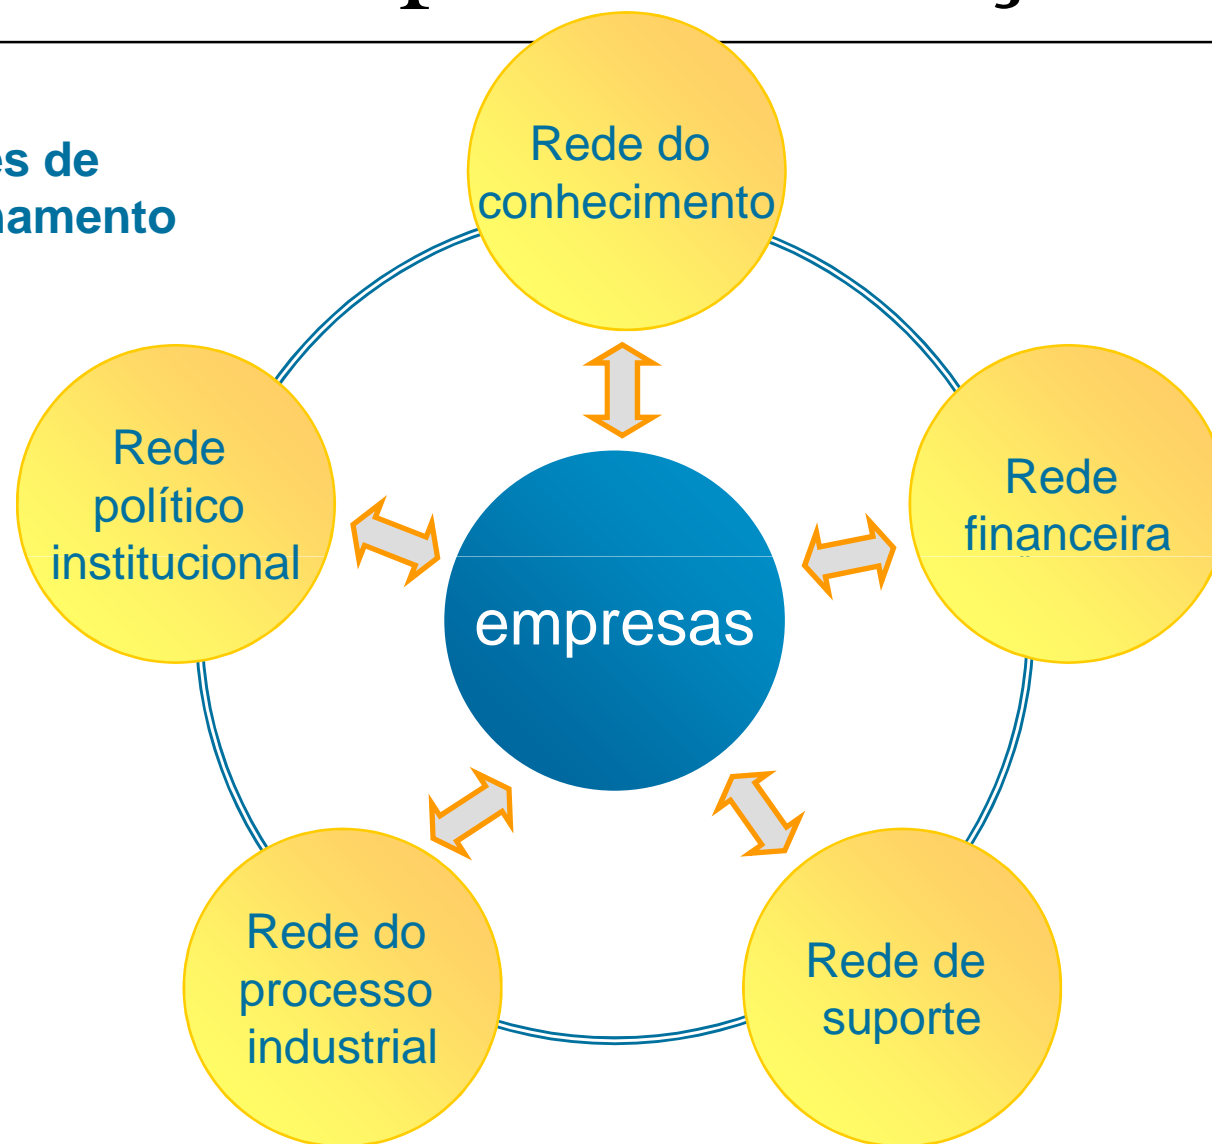 es de
namento
Rede do
conhecimento
Rede
político
institucional
Rede
financeira
empresas
Rede do
processo
industrial
Rede de
suporte